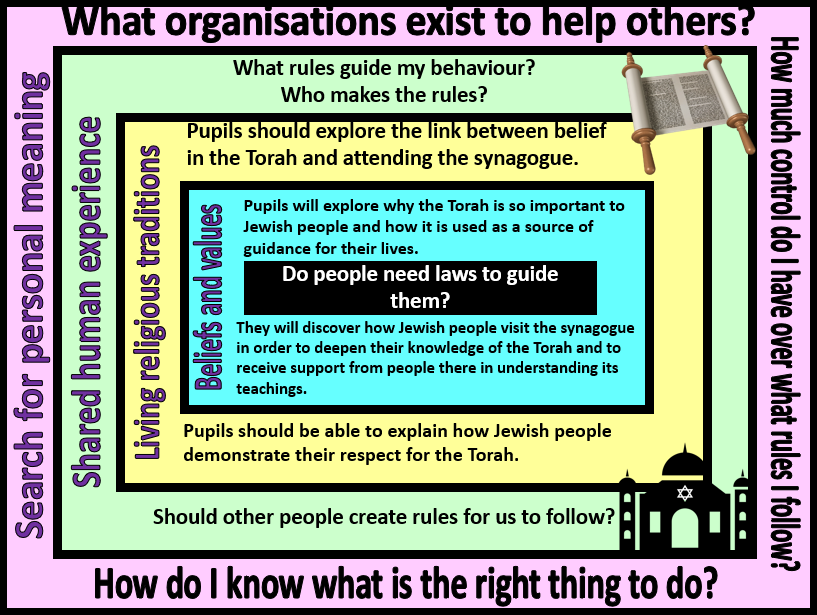 What organisations exist to help others?
Search for personal meaning
How much control do I have over what rules I follow?
Shared human experience
What rules guide my behaviour?
Who makes the rules?
Living religious traditions
Pupils should explore the link between belief
in the Torah and attending the synagogue.
Beliefs and values
Pupils will explore why the Torah is so important to
Jewish people and how it is used as a source of
guidance for their lives.
Do people need laws to guide
them?
They will discover how Jewish people visit the synagogue
in order to deepen their knowledge of the Torah and to
receive support from people there in understanding its
teachings.
Pupils should be able to explain how Jewish people
demonstrate their respect for the Torah.
Should other people create rules for us to follow?
How do I know what is the right thing to do?